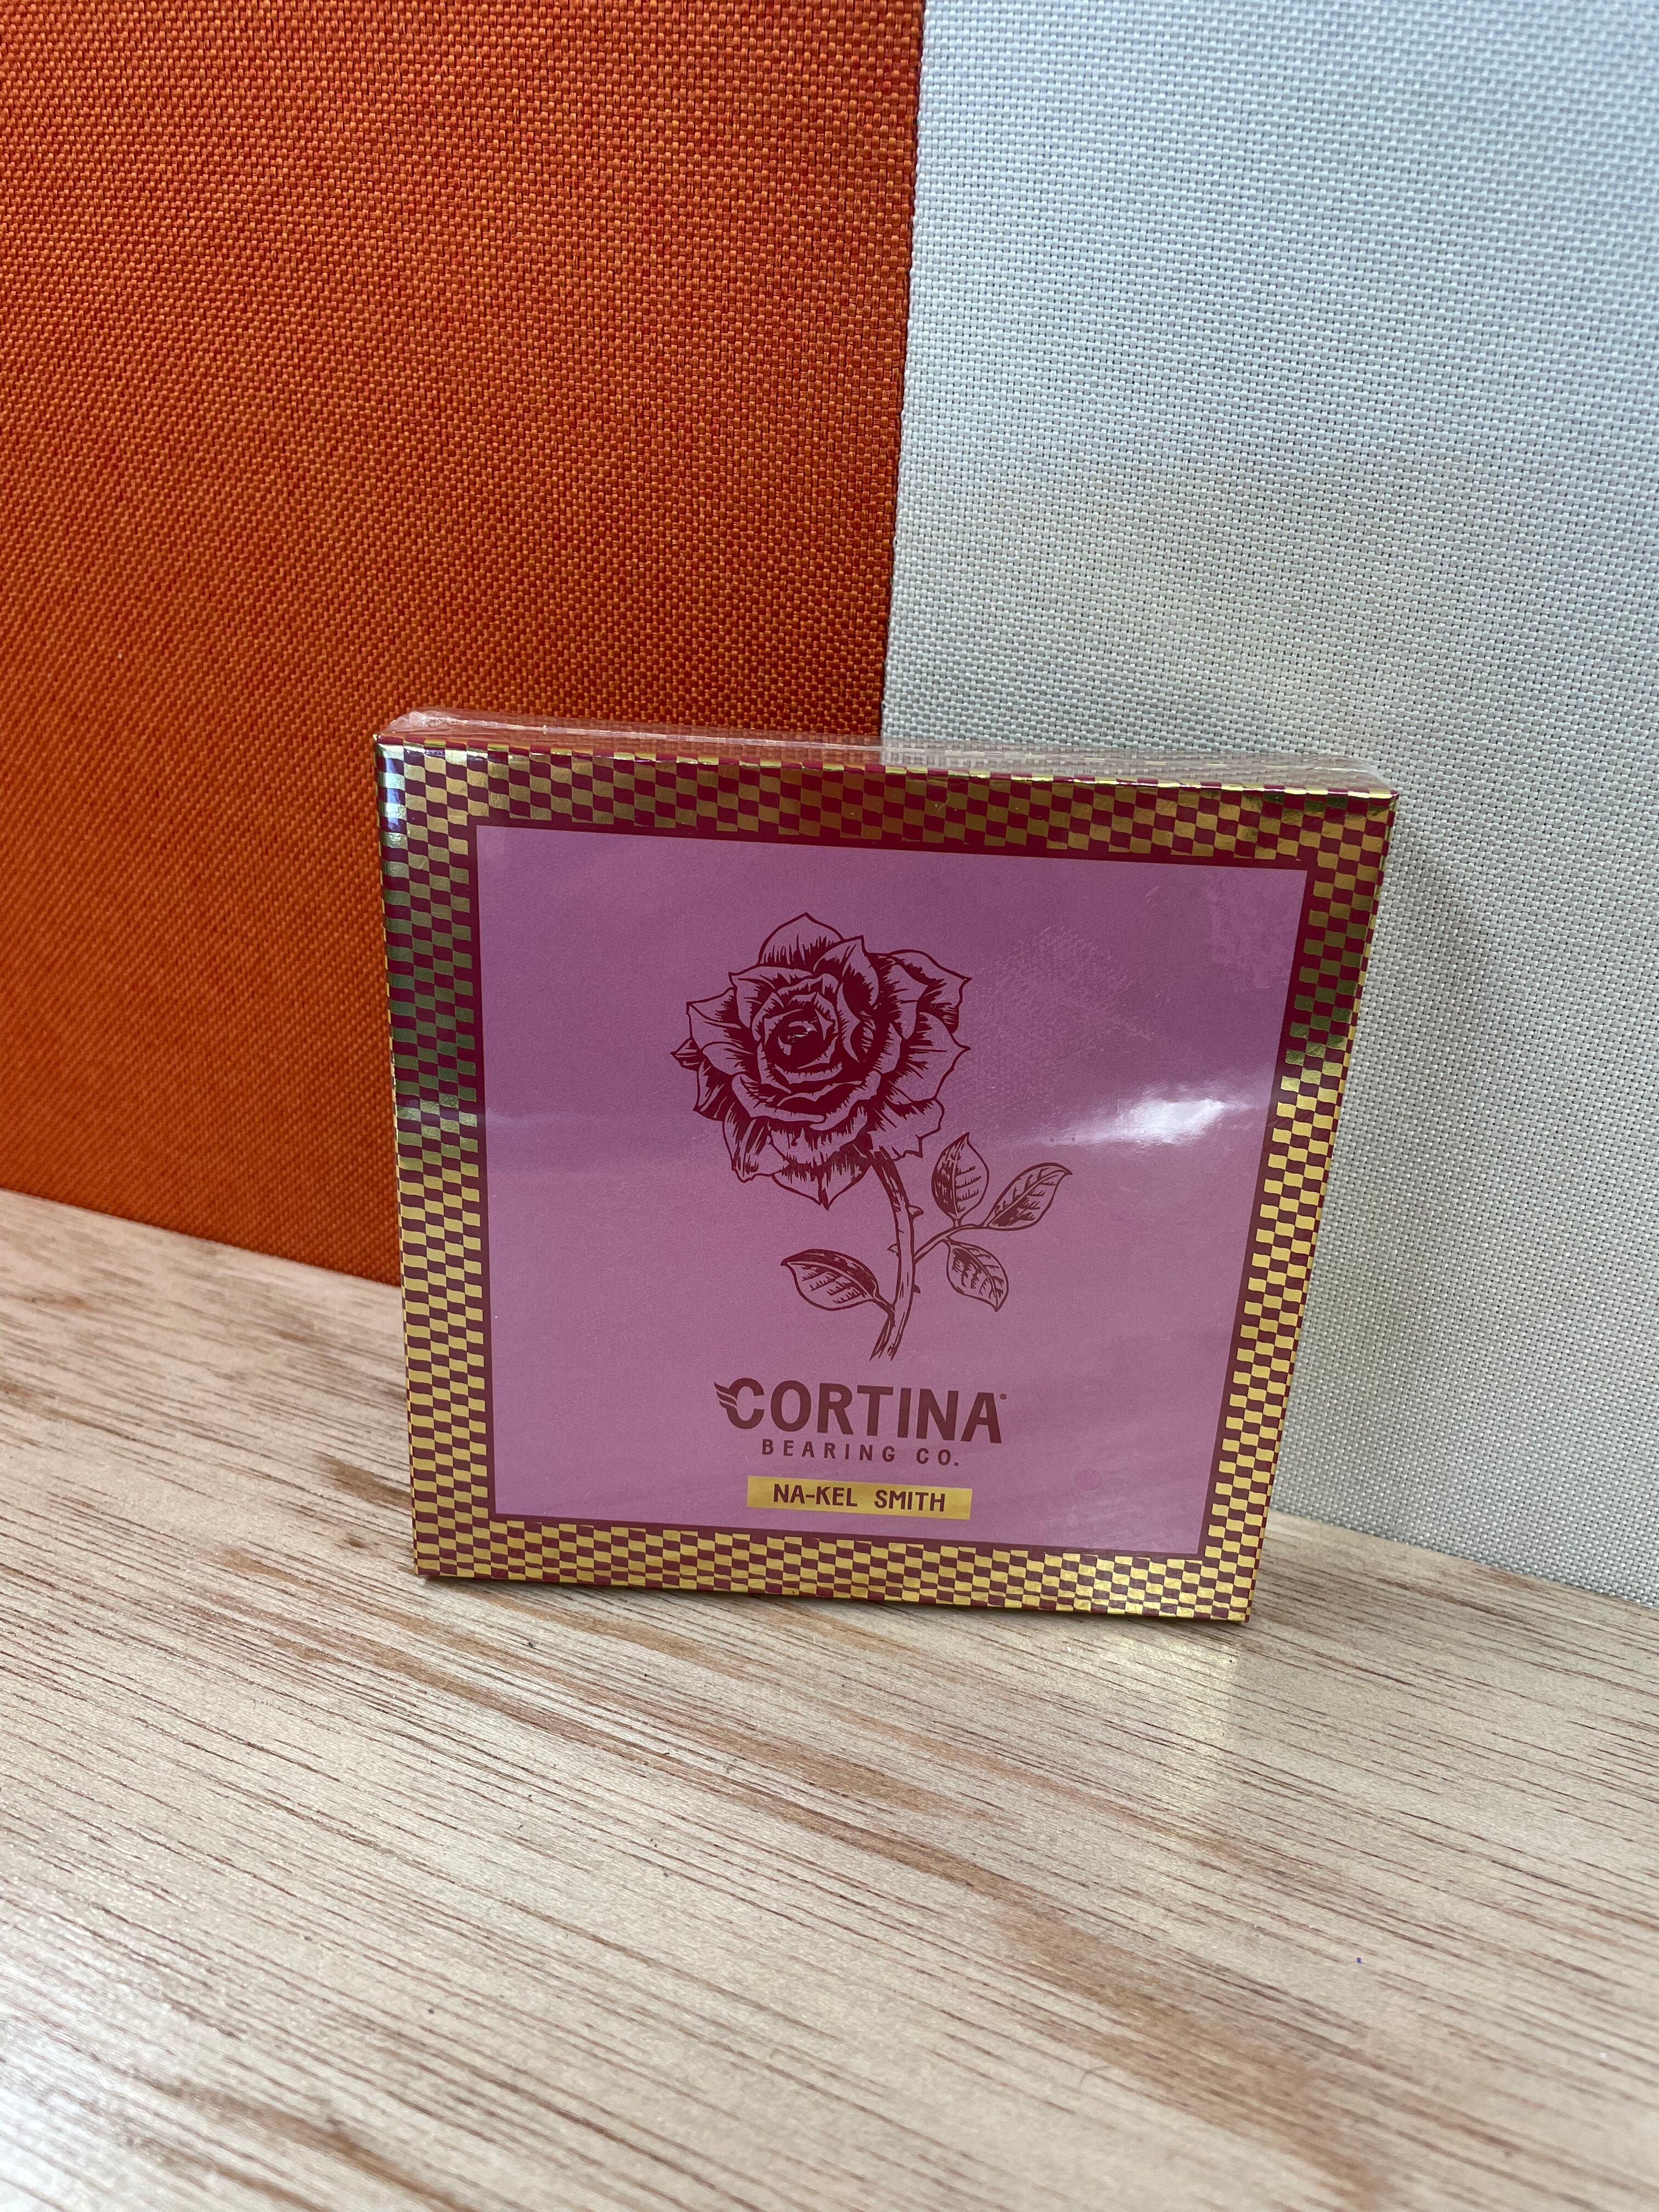 CORTINA®
BEARING CO.
NA-KEL SMITH